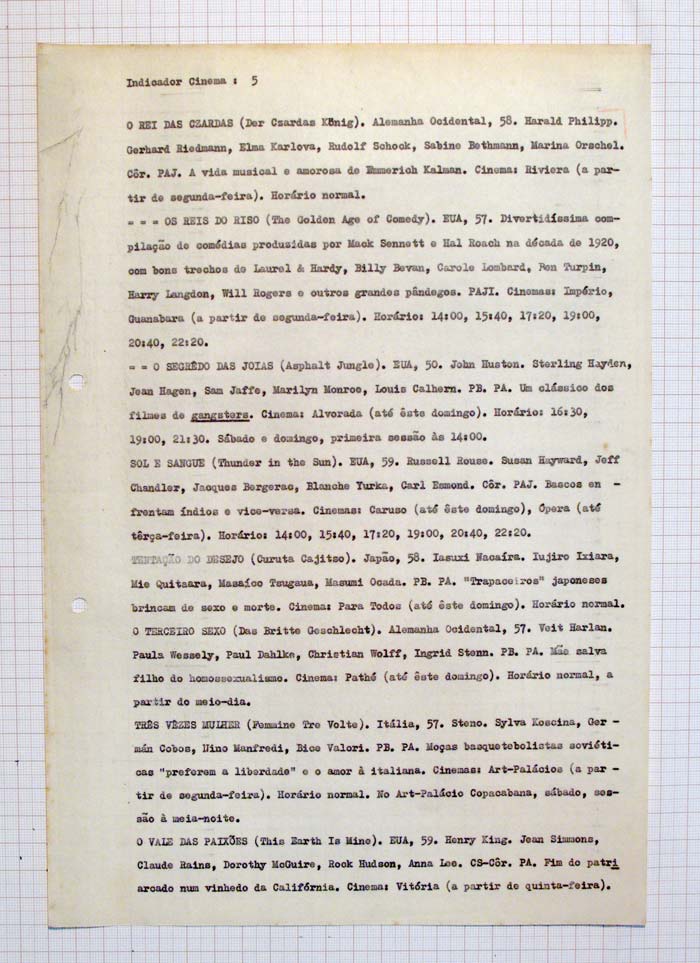 Indicador Cinema : 5
O REI DAS CZARDAS (Der Czardas König). Alemanha Ocidental, 58. Harald Philipp.
Gerhard Riedmann, Elma Karlova, Rudolf Schock, Sabine Bethmann, Marina Orschel.
Côr. PAJ. A vida musical e amorosa de Emmerich Kalman. Cinema: Riviera (a par-
tir de segunda-feira). Horário normal.
= = = OS REIS DO RISO (The Golden Age of Comedy). EUA, 57. Divertidíssima com-
pilação de comédias produzidas por Mack Sennett e Hal Roach na década de 1920,
com bons trechos de Laurel & Hardy, Billy Bevan, Carole Lombard, Ben Turpin,
Harry Langdon, Will Rogers e outros grandes pândegos. PAJI. Cinemas: Império,
Guanabara (a partir de segunda-feira). Horário: 14:00, 15:40, 17:20, 19:00,
20:40, 22:20.
= = O SEGRÊDO DAS JOIAS (Asphalt Jungle). EUA, 50. John Huston. Sterling Hayden,
Jean Hagen, Sam Jaffe, Marilyn Monroe, Louis Calhern. PB. PA. Um clássico dos
filmes de gangsters. Cinema: Alvorada (até êste domingo). Horário: 16:30,
19:00, 21:30. Sábado e domingo, primeira sessão às 14:00.
SOL E SANGUE (Thunder in the Sun). EUA, 59. Russell Rouse. Susan Hayward, Jeff
Chandler, Jacques Bergerac, Blanche Yurka, Carl Esmond. Côr. PAJ. Bascos en -
frentam índios e vice-versa. Cinemas: Caruso (até êste domingo), Ópera (até
têrça-feira). Horário: 14:00, 15:40, 17:20, 19:00, 20:40, 22:20.
TENTAÇÃO DO DESEJO (Curuta Cajitso). Japão, 58. Iasuxi Nacaíra. Iujiro Ixiara,
Mie Quitaara, Masaíco Tsugaua, Masumi Ocada. PB. PA. "Trapaceiros" japoneses
brincam de sexo e morte. Cinema: Para Todos (até êste domingo). Horário normal.
O TERCEIRO SEXO (Das Britte Geschlecht). Alemanha Ocidental, 57. Veit Harlan.
Paula Wessely, Paul Dahlke, Christian Wolff, Ingrid Stenn. PB. PA. Mãe salva
filho do homossexualismo. Cinema: Pathé (até êste domingo). Horário normal, a
partir do meio-dia.
TRÊS VÊZES MULHER (Femmine Tre Volte). Itália, 57. Steno. Sylva Koscina, Ger -
mán Cobos, Nino Manfredi, Bice Valori. PB. PA. Moças basquetebolistas soviéti-
cas "preferem a liberdade" e o amor à italiana. Cinemas: Art-Palácios (a par -
tir de segunda-feira). Horário normal. No Art-Palácio Copacabana, sábado, ses-
são à meia-noite.
O VALE DAS PAIXÕES (This Earth Is Mine). EUA, 59. Henry King. Jean Simmons,
Claude Rains, Dorothy McGuire, Rock Hudson, Anna Lee. CS-Côr. PA. Fim do patri
arcado num vinhedo da Califórnia. Cinema: Vitória (a partir de quinta-feira).